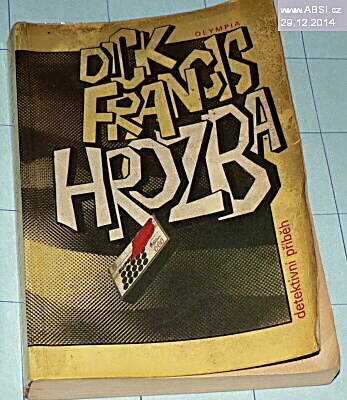 www.ABSI.cz
29.12.2014
OLYMPIA
DICK
FRANCIS
HROZBA
detektivní příběh